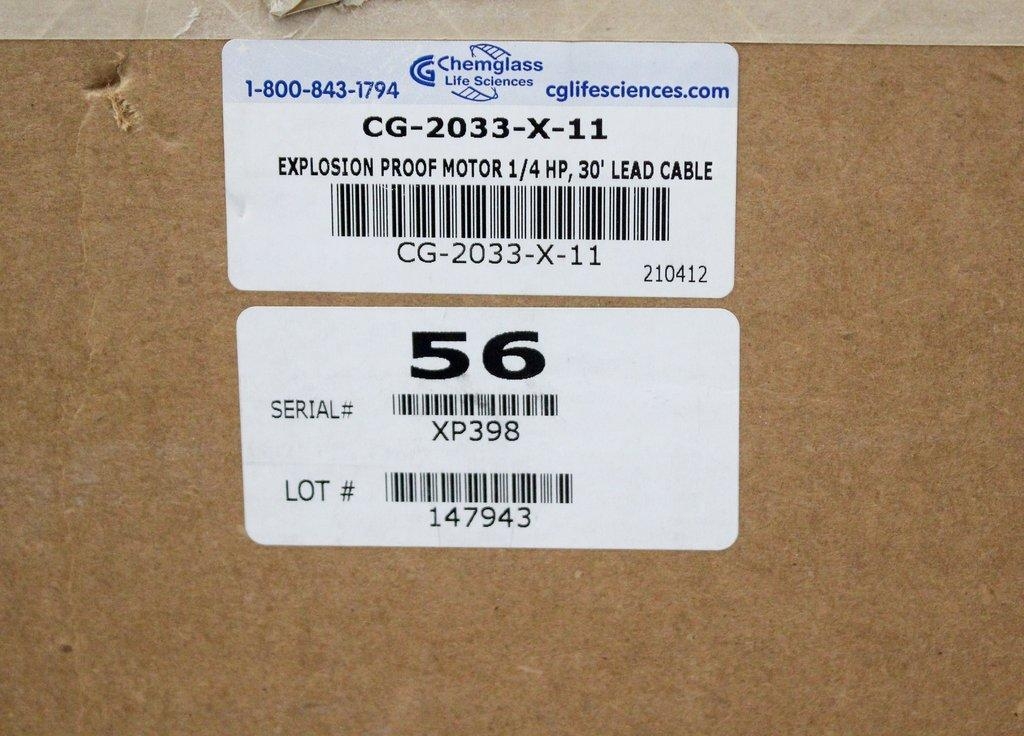 Chemglass
Life Sciences
1-800-843-1794 cglifesciences.com
CG-2033-X-11
EXPLOSION PROOF MOTOR 1/4 HP, 30' LEAD CABLE
CG-2033-X-11
210412
56
SERIAL#
XP398
LOT #
147943